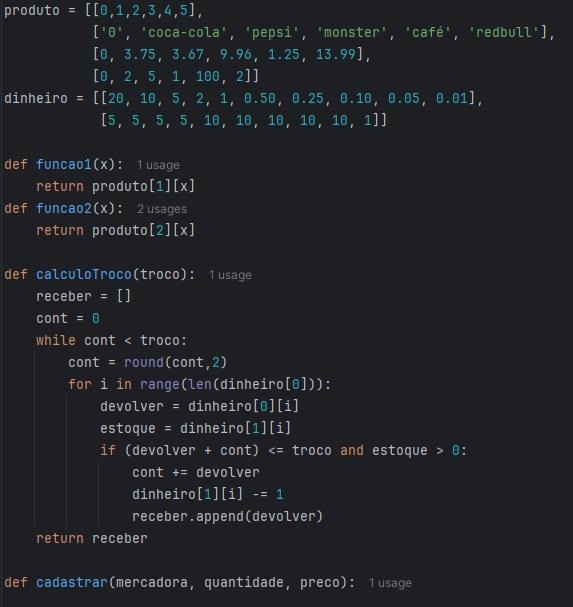 produto = [[0,1,2,3,4,5],
           ['0', 'coca-cola', 'pepsi', 'monster', 'café', 'redbull'],
           [0, 3.75, 3.67, 9.96, 1.25, 13.99],
           [0, 2, 5, 1, 100, 2]]
dinheiro = [[20, 10, 5, 2, 1, 0.50, 0.25, 0.10, 0.05, 0.01],
            [5, 5, 5, 5, 10, 10, 10, 10, 10, 1]]
def funcao1(x): 1 usage
    return produto[1][x]
def funcao2(x): 2 usages
    return produto[2][x]
def calculoTroco(troco): 1 usage
    receber = []
    cont = 0
    while cont < troco:
        cont = round(cont,2)
        for i in range(len(dinheiro[0])):
            devolver = dinheiro[0][i]
            estoque = dinheiro[1][i]
            if (devolver + cont) <= troco and estoque > 0:
                cont += devolver
                dinheiro[1][i] -= 1
                receber.append(devolver)
    return receber
def cadastrar(mercadora, quantidade, preco): 1 usage